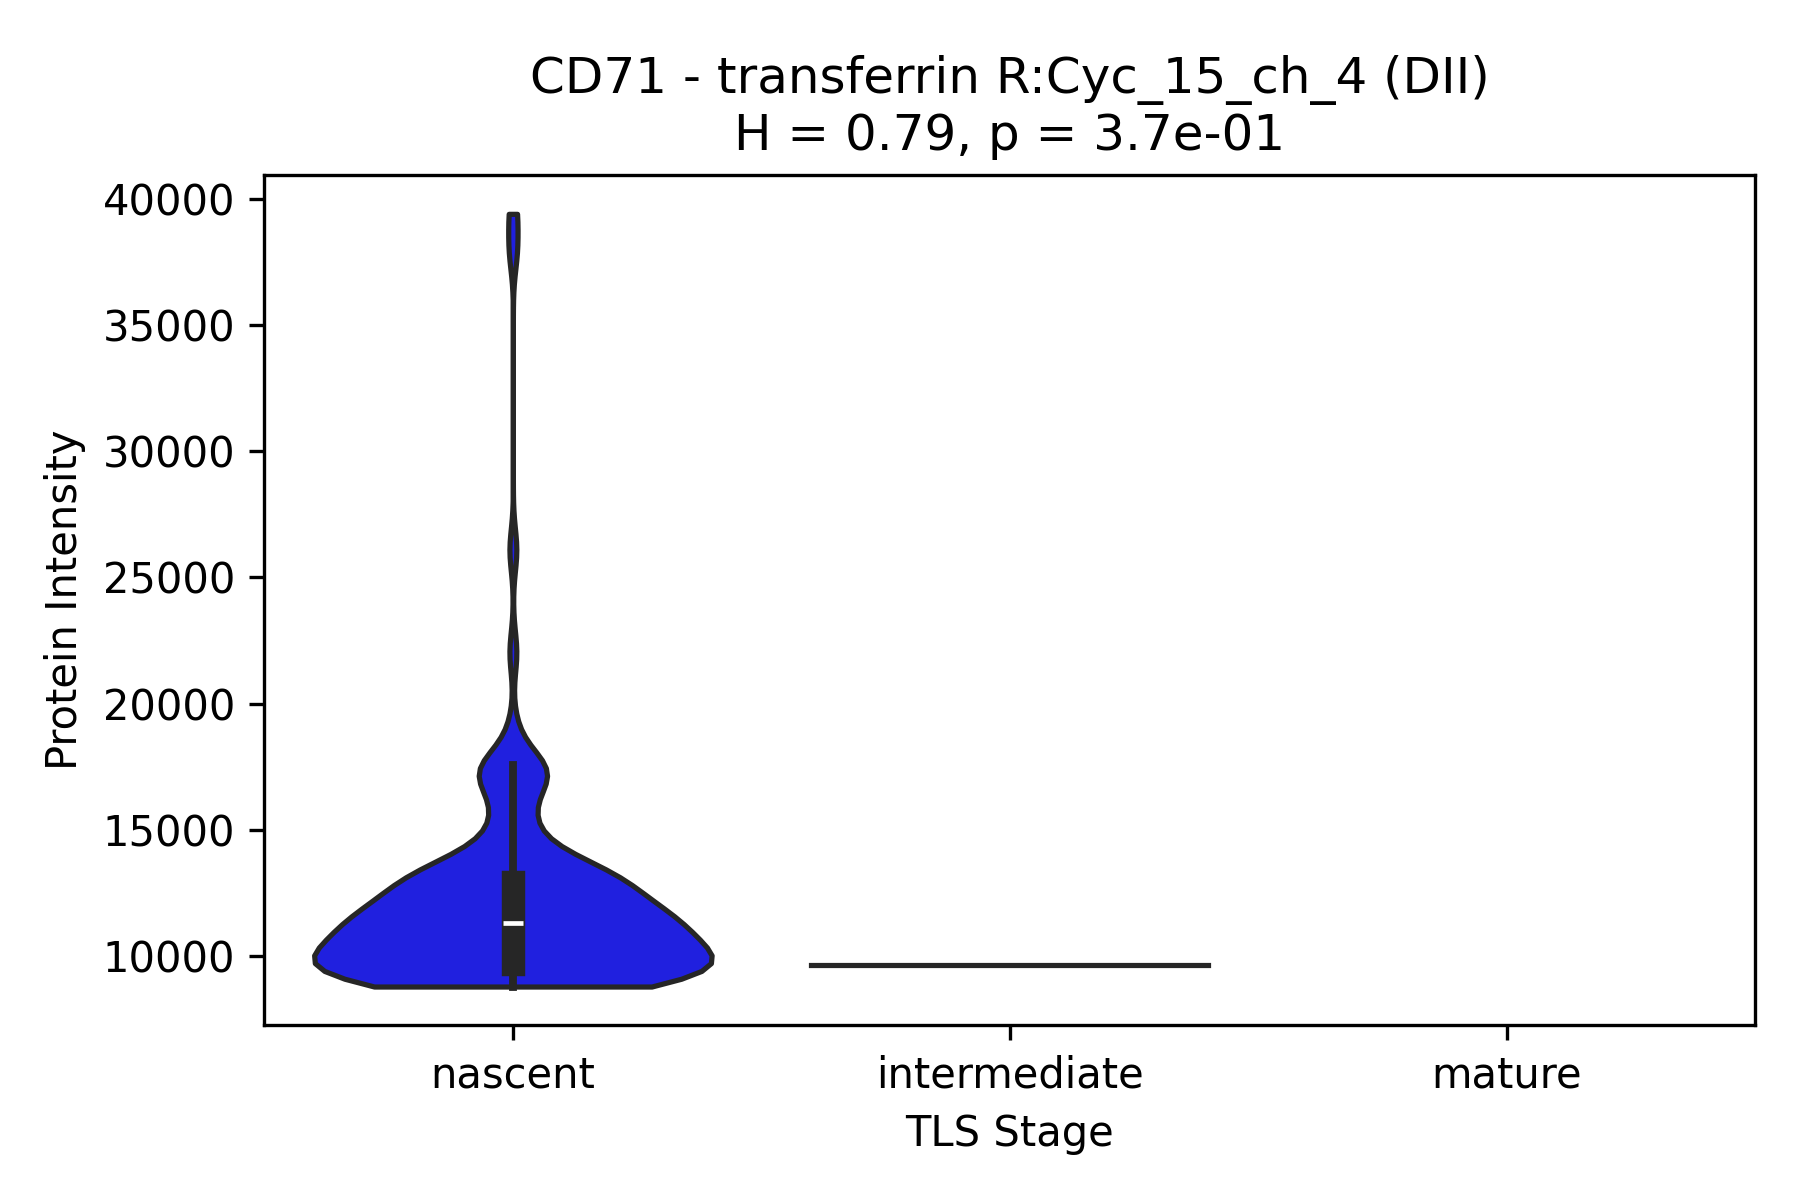 CD71 - transferrin R:Cyc_15_ch_4 (DII)
H = 0.79, p = 3.7e-01
40000
35000
30000
25000
20000
15000
10000
Protein Intensity
nascent
intermediate
mature
TLS Stage